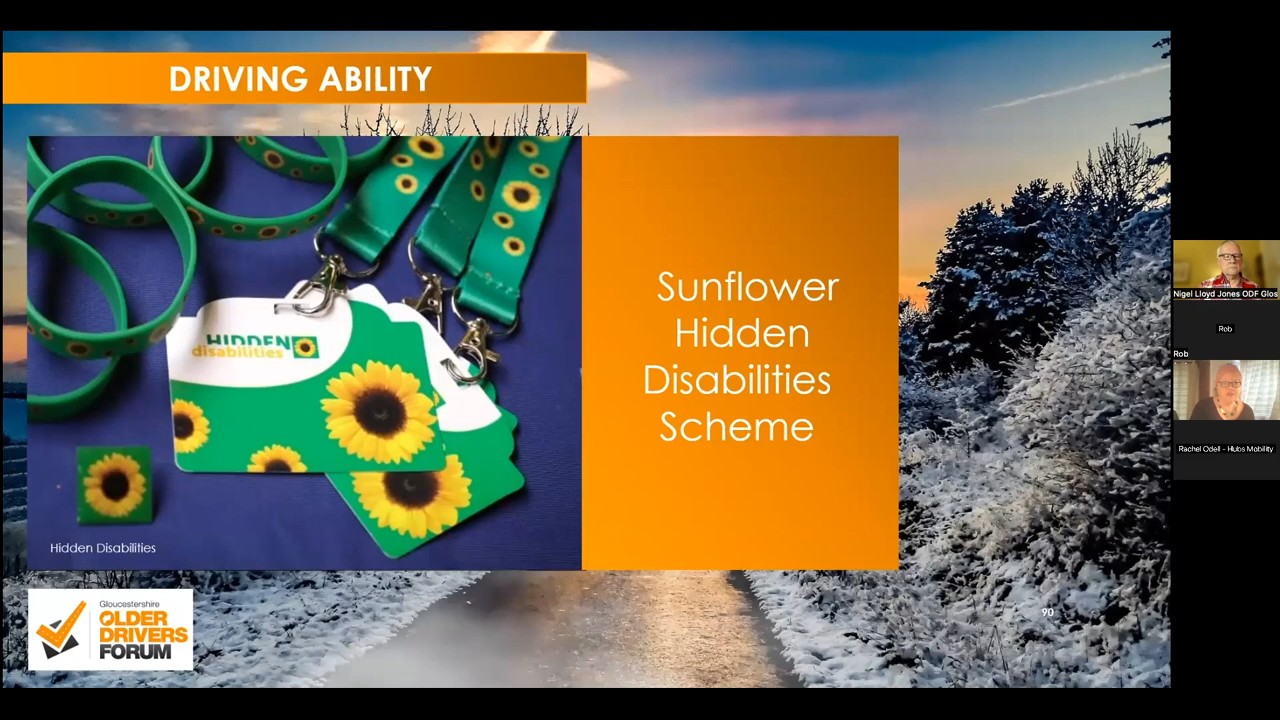 DRIVING ABILITY
HIDDEN
disabilities
Hidden Disabilities
Sunflower
Hidden
Disabilities
Scheme
Gloucestershire
OLDER
DRIVERS
FORUM
90
Nigel Lloyd Jones ODF Glos
Rob
Rob
Rachel Odell - Hubs Mobility